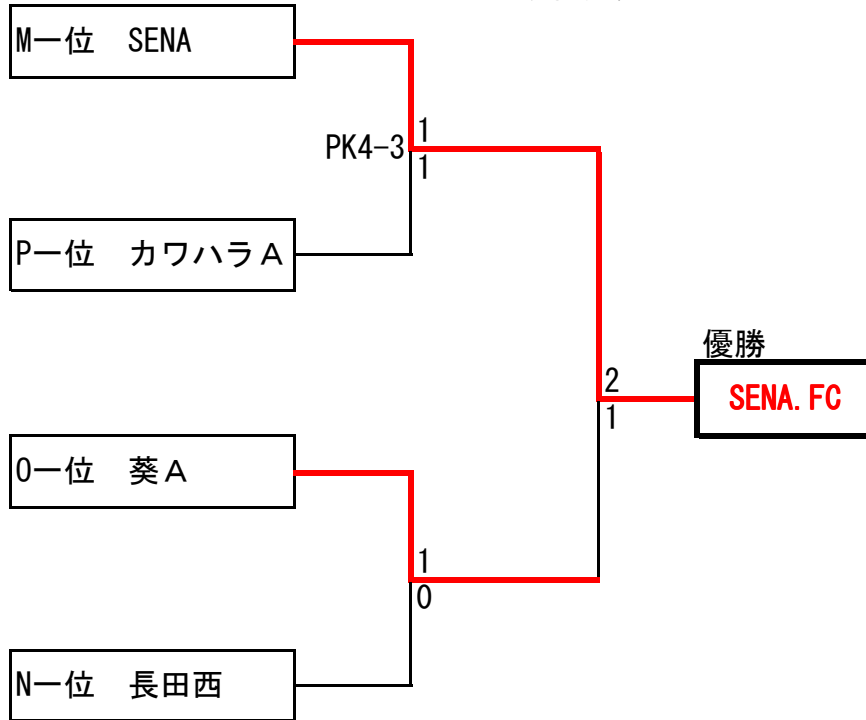 M一位 SENA
1
PK4-3
1
P一位 カワハラA
優勝
2
SENA.FC
1
O一位 葵A
1
0
N一位 長田西